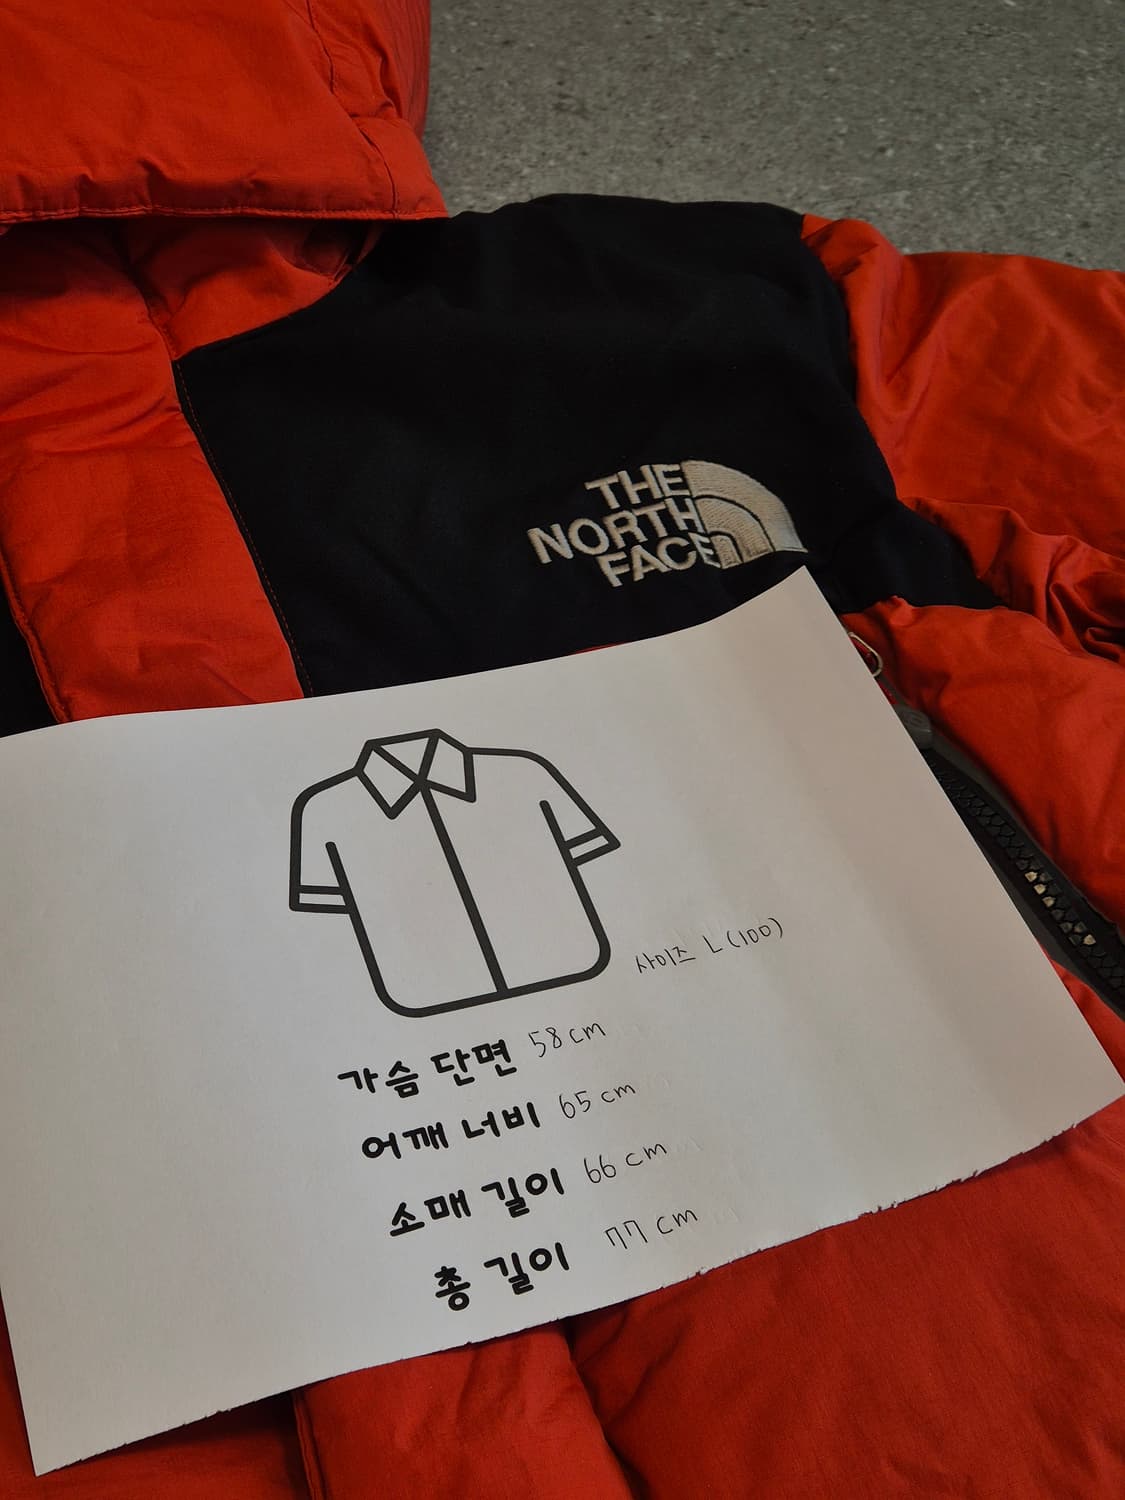 THE
NORTH
FACE
사이즈 L (100)
가슴 단면 58cm
어깨 너비 65cm
소매 길이 66cm
총 길이 77cm